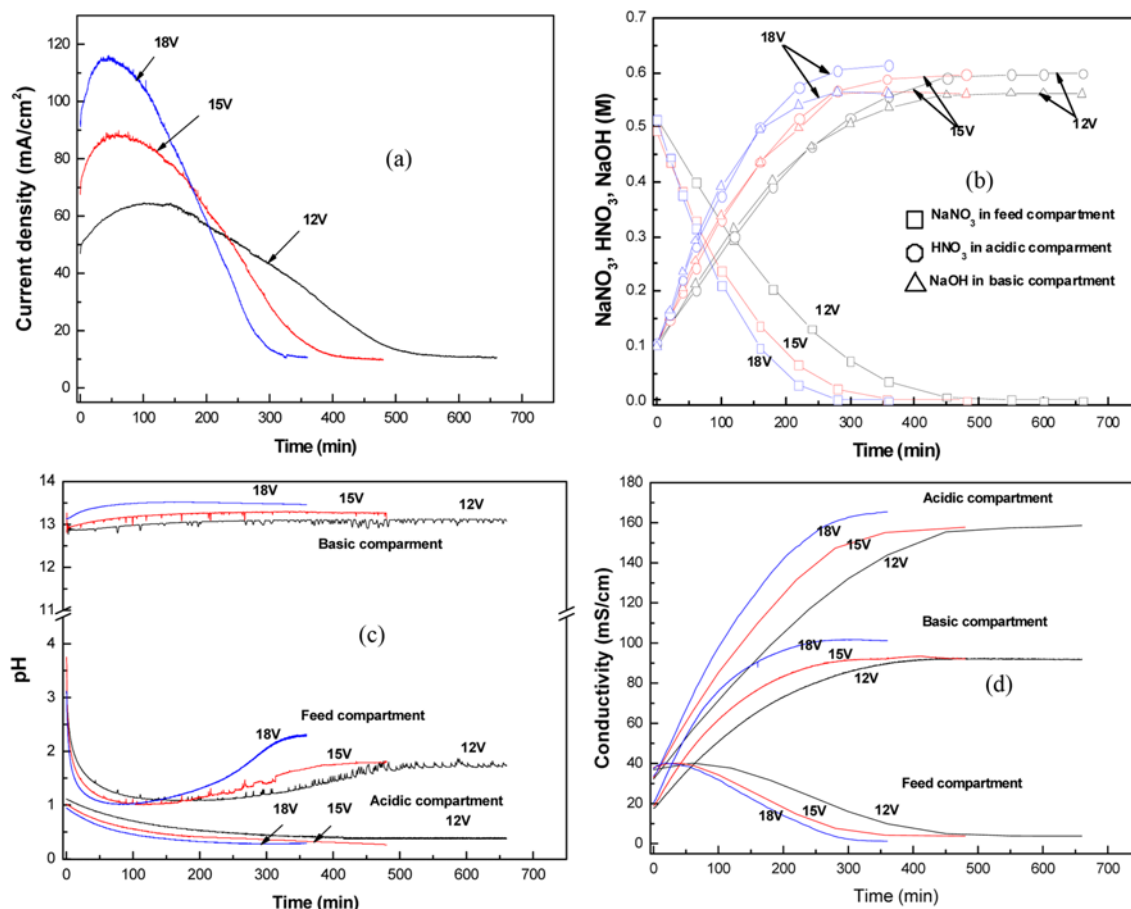 (a)
120
100
80
60
40
20
0
18V
15V
12V
Current density (mA/cm²)
0 100 200 300 400 500 600 700
Time (min)
(b)
0.7
0.6
0.5
0.4
0.3
0.2
0.1
0.0
18V
15V
12V
NaNO₃ in feed compartment
HNO₃ in acidic comparment
NaOH in basic compartment
12V
15V
18V
NaNO₃, HNO₃, NaOH (M)
0 100 200 300 400 500 600 700
Time (min)
(c)
14
13
12
11
4
3
2
1
0
18V
15V
12V
Basic comparment
Feed compartment
18V
15V
12V
Acidic compartment
18V
15V
12V
pH
0 100 200 300 400 500 600 700
Time (min)
(d)
180
160
140
120
100
80
60
40
20
0
Acidic compartment
18V
15V
12V
Basic compartment
18V
15V
12V
Feed compartment
18V
15V
12V
Conductivity (mS/cm)
0 100 200 300 400 500 600 700
Time (min)